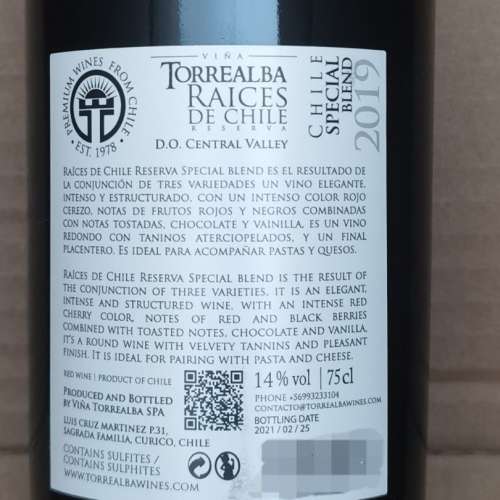 PREMIUM WINES FROM CHILE
• EST. 1978 •
VIÑA
TORREALBA
RAICES
DE CHILE
RESERVA
D.O. CENTRAL VALLEY
CHILE
SPECIAL
BLEND
2019
RAÍCES DE CHILE RESERVA SPECIAL BLEND ES EL RESULTADO
DE LA CONJUNCIÓN DE TRES VARIEDADES UN VINO ELEGANTE,
INTENSO Y ESTRUCTURADO, CON UN INTENSO COLOR ROJO
CEREZO, NOTAS DE FRUTOS ROJOS Y NEGROS COMBINADAS
CON NOTAS TOSTADAS, CHOCOLATE Y VAINILLA, ES UN VINO
REDONDO CON TANINOS ATERCIOPELADOS, Y UN FINAL
PLACENTERO. ES IDEAL PARA ACOMPAÑAR PASTAS Y QUESOS.
RAÍCES DE CHILE RESERVA SPECIAL BLEND IS THE RESULT OF
THE CONJUNCTION OF THREE VARIETIES, IT IS AN ELEGANT,
INTENSE AND STRUCTURED WINE, WITH AN INTENSE RED
CHERRY COLOR, NOTES OF RED AND BLACK BERRIES
COMBINED WITH TOASTED NOTES, CHOCOLATE AND VANILLA,
IT'S A ROUND WINE WITH VELVETY TANNINS AND PLEASANT
FINISH. IT IS IDEAL FOR PAIRING WITH PASTA AND CHEESE.
RED WINE | PRODUCT OF CHILE
PRODUCED AND BOTTLED
BY VIÑA TORREALBA SPA
LUIS CRUZ MARTINEZ P.31,
SAGRADA FAMILIA, CURICO, CHILE
CONTAINS SULFITES /
CONTAINS SULPHITES
WWW.TORREALBAWINES.COM
14% vol | 75cl
PHONE +56993233104
CONTACTO@TORREALBAWINES.COM
BOTTLING DATE
2021 / 02 / 25